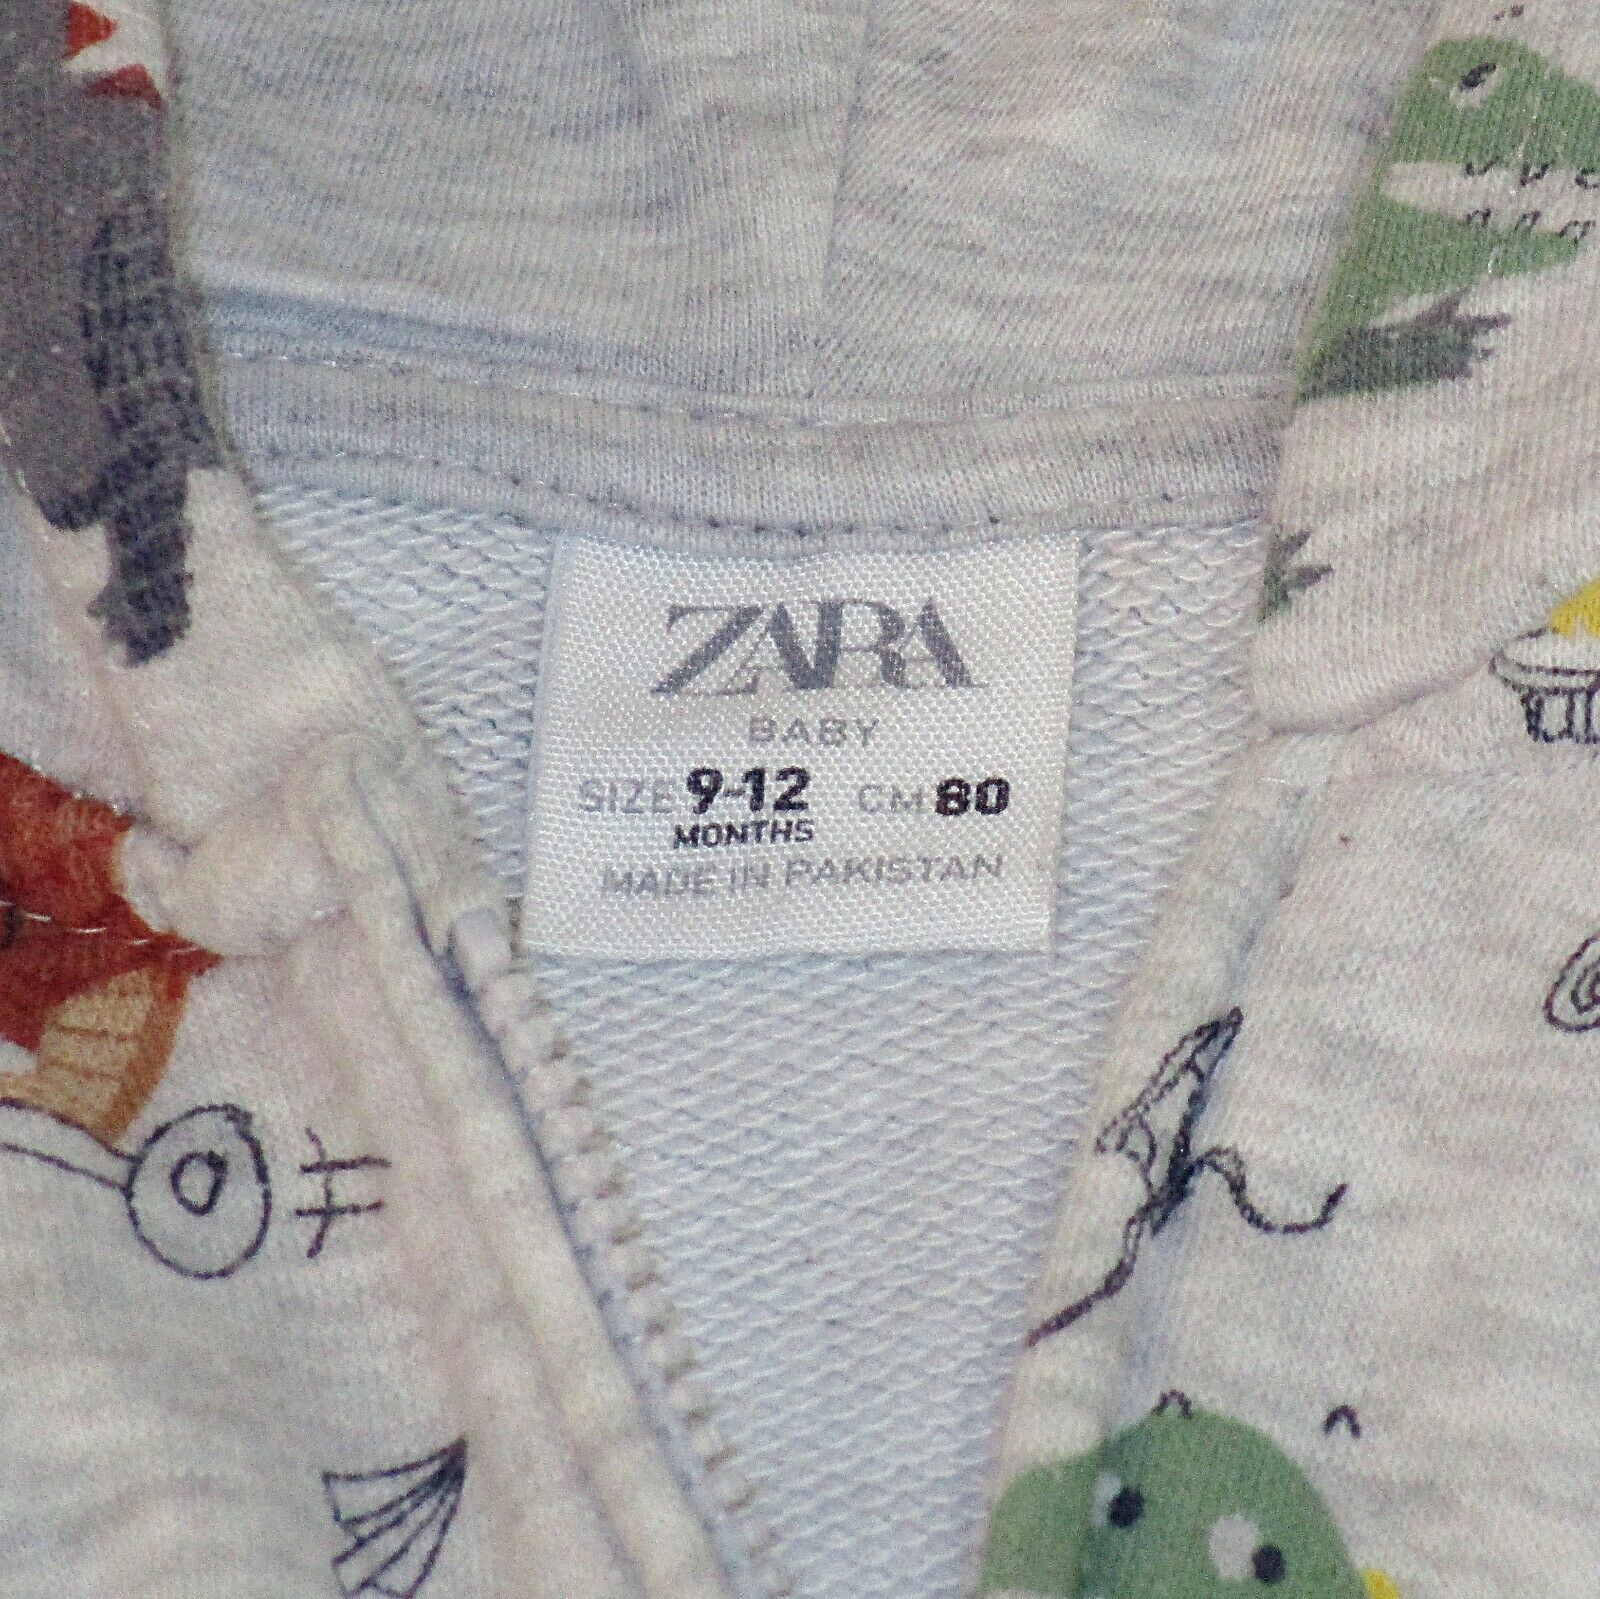 ZARA
BABY
SIZE 9-12 CM 80
MONTHS
MADE IN PAKISTAN